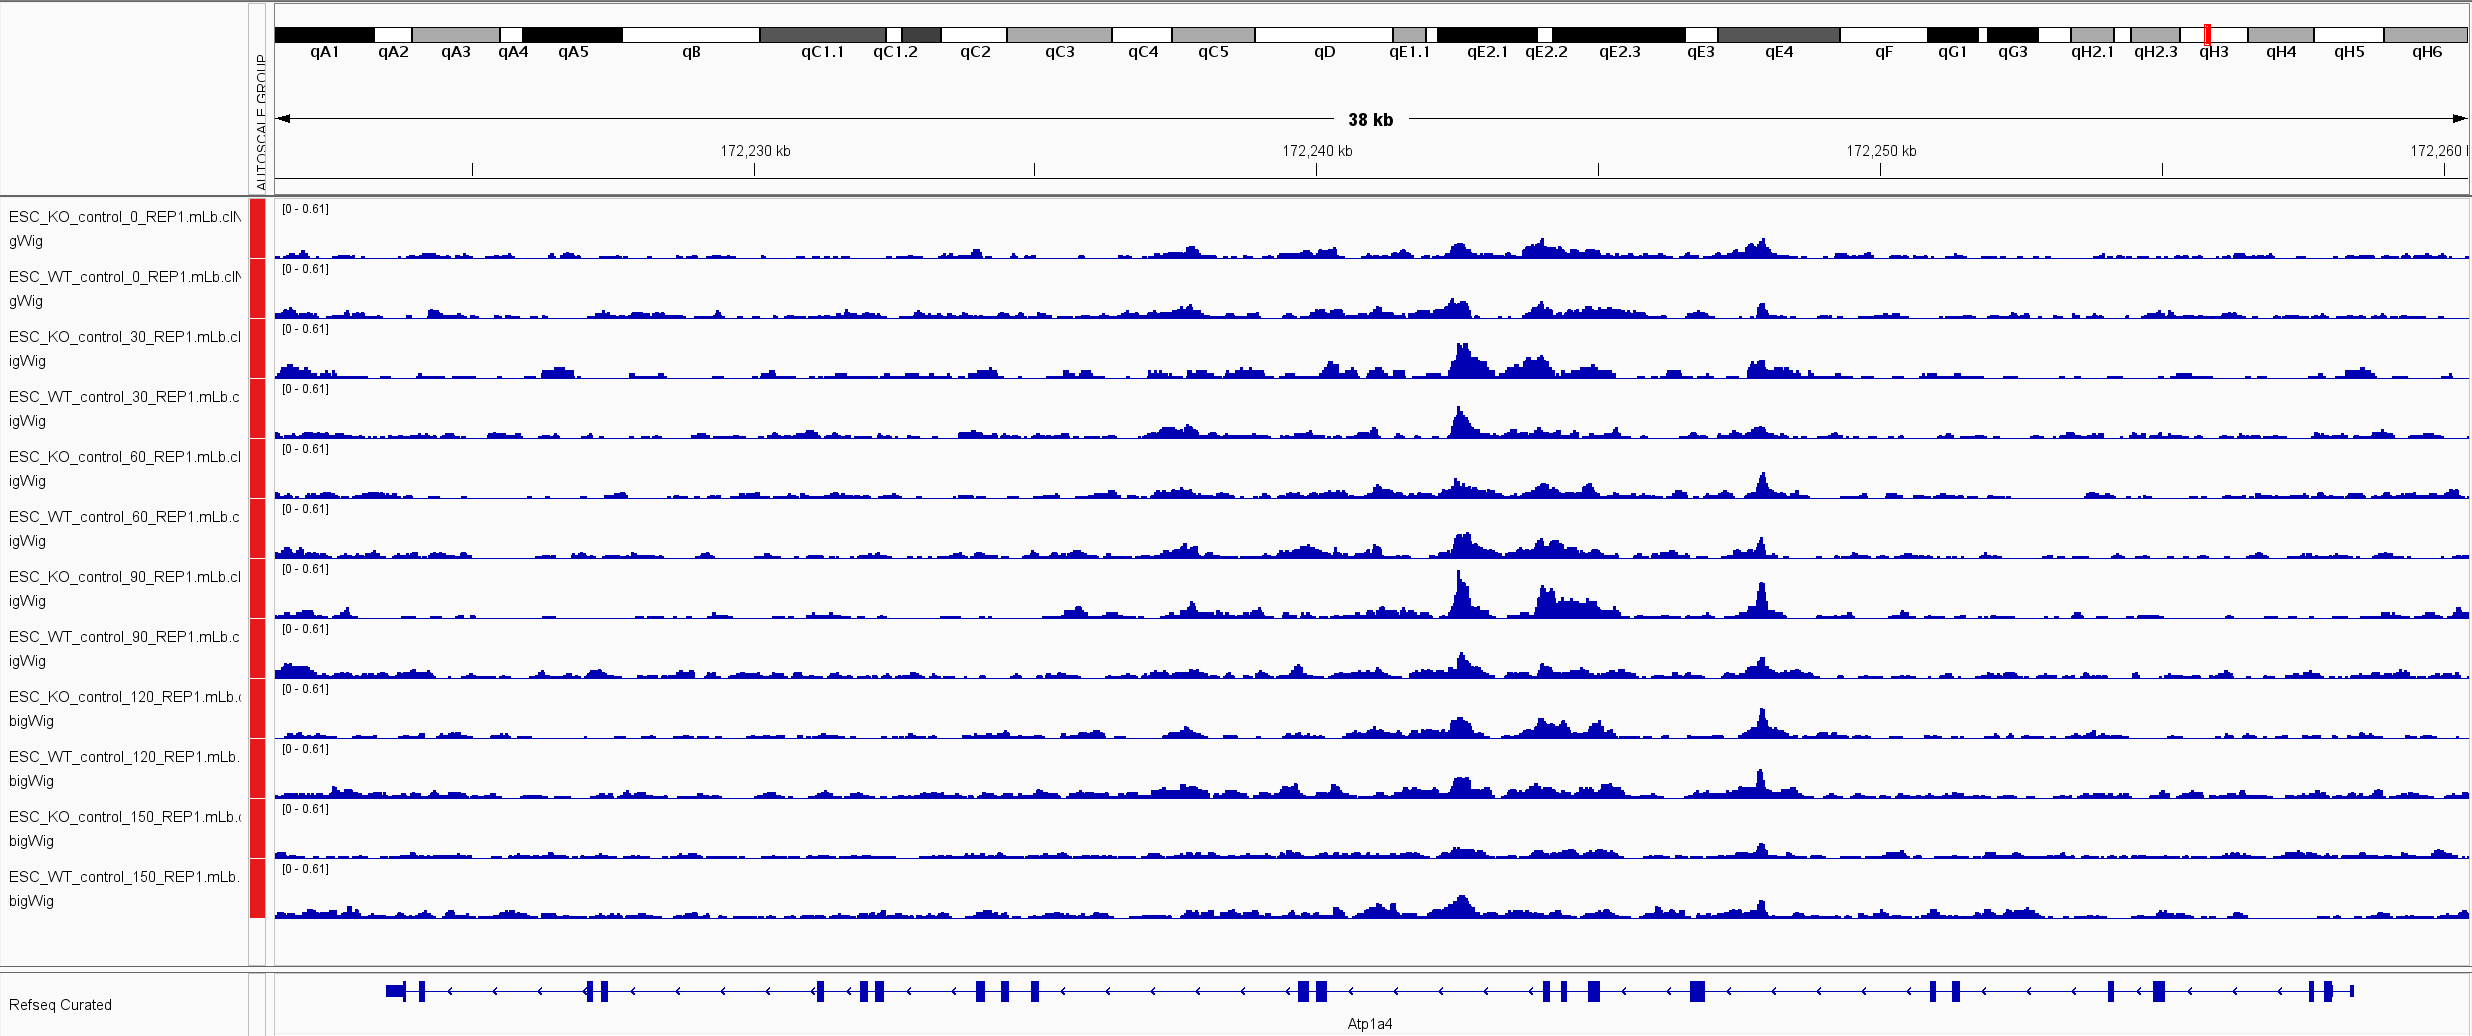 qA1 qA2 qA3 qA4 qA5 qB qC1.1 qC1.2 qC2 qC3 qC4 qC5 qD qE1.1 qE2.1 qE2.2 qE2.3 qE3 qE4 qF qG1 qG3 qH2.1 qH2.3 qH3 qH4 qH5 qH6
AUTOSCALE GROUP
38 kb
172,230 kb 172,240 kb 172,250 kb 172,260
ESC_KO_control_0_REP1.mLb.clN
gWig
[0 - 0.61]
ESC_WT_control_0_REP1.mLb.clN
gWig
[0 - 0.61]
ESC_KO_control_30_REP1.mLb.cl
igWig
[0 - 0.61]
ESC_WT_control_30_REP1.mLb.c
igWig
[0 - 0.61]
ESC_KO_control_60_REP1.mLb.cl
igWig
[0 - 0.61]
ESC_WT_control_60_REP1.mLb.c
igWig
[0 - 0.61]
ESC_KO_control_90_REP1.mLb.cl
igWig
[0 - 0.61]
ESC_WT_control_90_REP1.mLb.c
igWig
[0 - 0.61]
ESC_KO_control_120_REP1.mLb.c
bigWig
[0 - 0.61]
ESC_WT_control_120_REP1.mLb.
bigWig
[0 - 0.61]
ESC_KO_control_150_REP1.mLb.c
bigWig
[0 - 0.61]
ESC_WT_control_150_REP1.mLb.
bigWig
[0 - 0.61]
Refseq Curated
Atp1a4